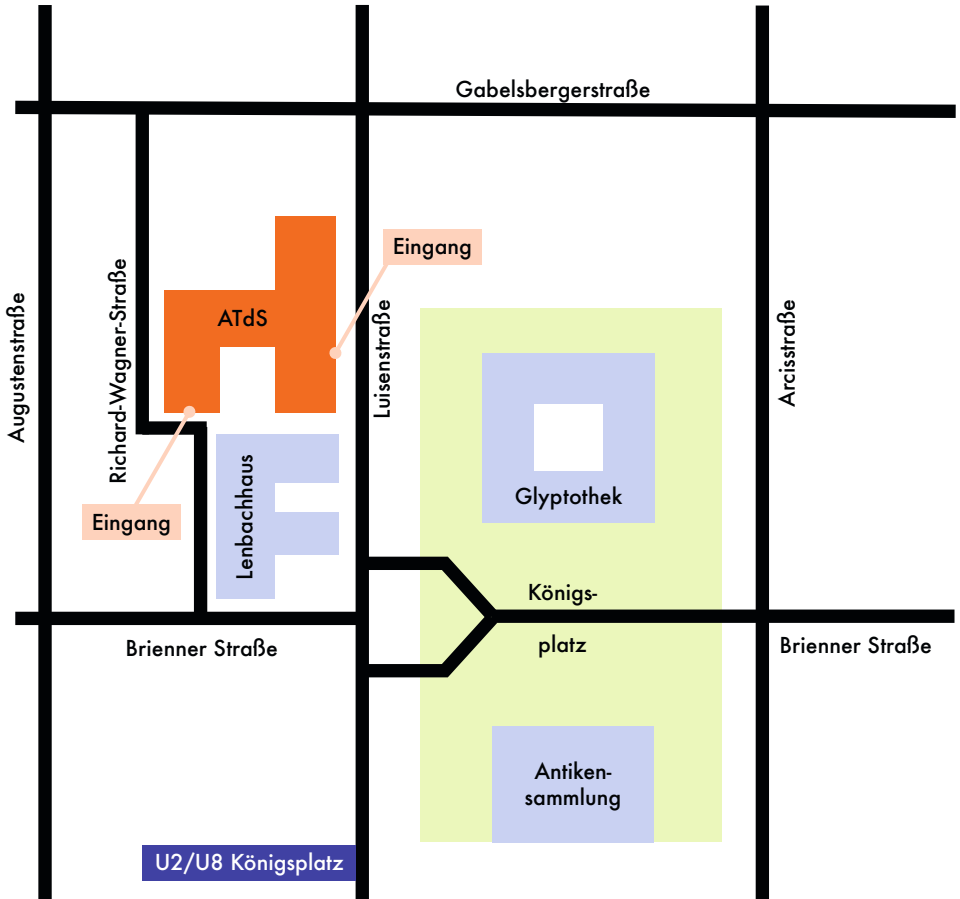 Gabelsbergerstraße
Eingang
ATdS
Augustenstraße
Richard-Wagner-Straße
Luisenstraße
Arcisstraße
Glyptothek
Eingang
Lenbachhaus
Königs-
platz
Brienner Straße
Brienner Straße
Antiken-
sammlung
U2/U8 Königsplatz